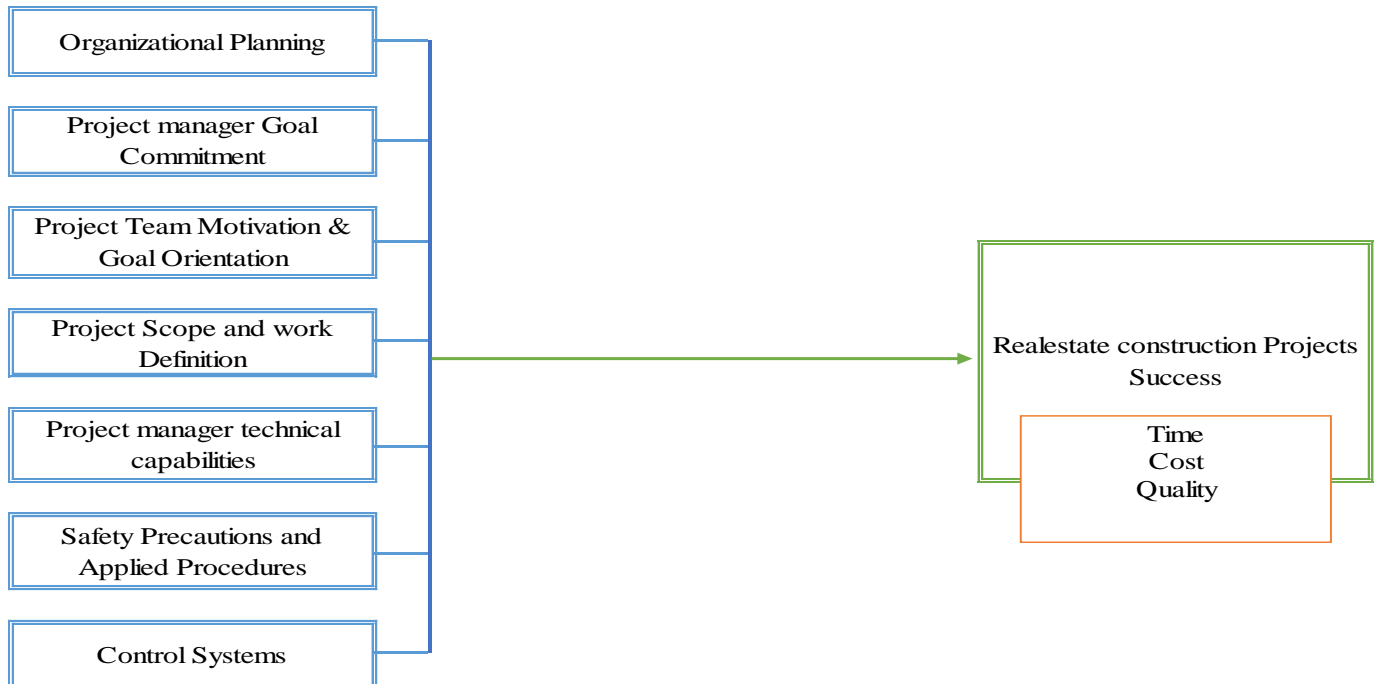 Organizational Planning
Project manager Goal
Commitment
Project Team Motivation &
Goal Orientation
Project Scope and work
Definition
Project manager technical
capabilities
Safety Precautions and
Applied Procedures
Control Systems
Realestate construction Projects
Success
Time
Cost
Quality